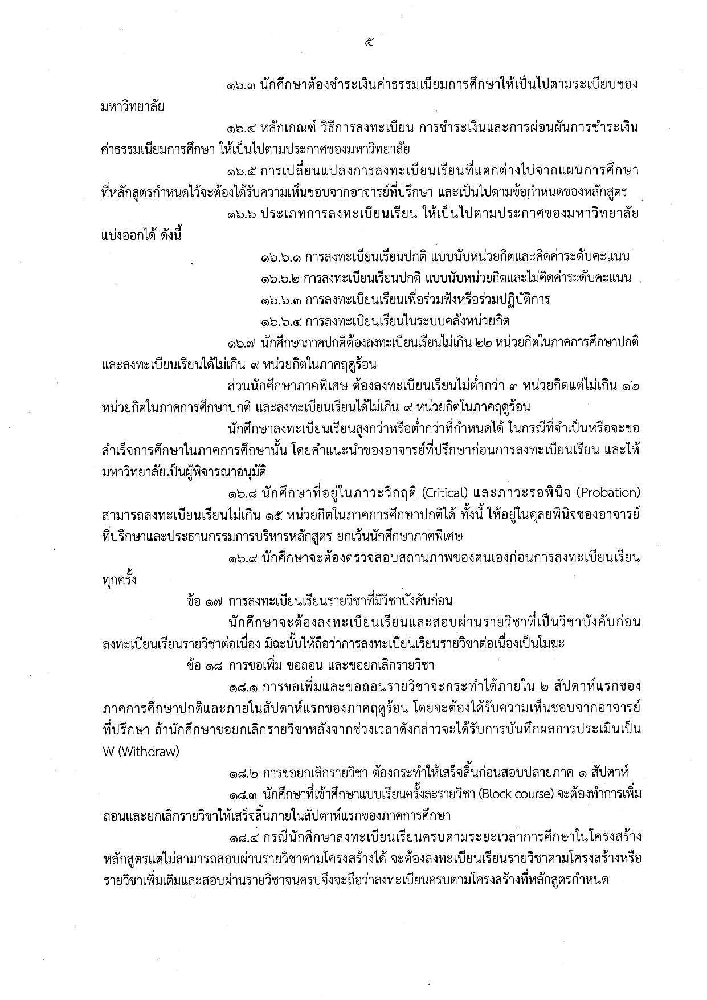 ๕
๑๖.๓ นักศึกษาต้องชำระเงินค่าธรรมเนียมการศึกษาให้เป็นไปตามระเบียบของ
มหาวิทยาลัย
๑๖.๔ หลักเกณฑ์ วิธีการลงทะเบียน การชำระเงินและการผ่อนผันการชำระเงิน
ค่าธรรมเนียมการศึกษา ให้เป็นไปตามประกาศของมหาวิทยาลัย
๑๖.๕ การเปลี่ยนแปลงการลงทะเบียนเรียนที่แตกต่างไปจากแผนการศึกษา
ที่หลักสูตรกำหนดไว้จะต้องได้รับความเห็นชอบจากอาจารย์ที่ปรึกษา และเป็นไปตามข้อกำหนดของหลักสูตร
๑๖.๖ ประเภทการลงทะเบียนเรียน ให้เป็นไปตามประกาศของมหาวิทยาลัย
แบ่งออกได้ ดังนี้
๑๖.๖.๑ การลงทะเบียนเรียนปกติ แบบนับหน่วยกิตและคิดค่าระดับคะแนน
๑๖.๖.๒ การลงทะเบียนเรียนปกติ แบบนับหน่วยกิตและไม่คิดค่าระดับคะแนน
๑๖.๖.๓ การลงทะเบียนเรียนเพื่อร่วมฟังหรือร่วมปฏิบัติการ
๑๖.๖.๔ การลงทะเบียนเรียนในระบบคลังหน่วยกิต
๑๖.๗ นักศึกษาภาคปกติต้องลงทะเบียนเรียนไม่เกิน ๒๒ หน่วยกิตในภาคการศึกษาปกติ
และลงทะเบียนเรียนได้ไม่เกิน ๙ หน่วยกิตในภาคฤดูร้อน
ส่วนนักศึกษาภาคพิเศษ ต้องลงทะเบียนเรียนไม่ต่ำกว่า ๓ หน่วยกิตแต่ไม่เกิน ๑๒
หน่วยกิตในภาคการศึกษาปกติ และลงทะเบียนเรียนได้ไม่เกิน ๙ หน่วยกิตในภาคฤดูร้อน
นักศึกษาลงทะเบียนเรียนสูงกว่าหรือต่ำกว่าที่กำหนดได้ ในกรณีที่จำเป็นหรือจะขอ
สำเร็จการศึกษาในภาคการศึกษานั้น โดยคำแนะนำของอาจารย์ที่ปรึกษาก่อนการลงทะเบียนเรียน และให้
มหาวิทยาลัยเป็นผู้พิจารณาอนุมัติ
๑๖.๘ นักศึกษาที่อยู่ในภาวะวิกฤติ (Critical) และภาวะรอพินิจ (Probation)
สามารถลงทะเบียนเรียนไม่เกิน ๑๕ หน่วยกิตในภาคการศึกษาปกติได้ ทั้งนี้ ให้อยู่ในดุลยพินิจของอาจารย์
ที่ปรึกษาและประธานกรรมการบริหารหลักสูตร ยกเว้นนักศึกษาภาคพิเศษ
๑๖.๙ นักศึกษาจะต้องตรวจสอบสถานภาพของตนเองก่อนการลงทะเบียนเรียน
ทุกครั้ง
ข้อ ๑๗ การลงทะเบียนเรียนรายวิชาที่มีวิชาบังคับก่อน
นักศึกษาจะต้องลงทะเบียนเรียนและสอบผ่านรายวิชาที่เป็นวิชาบังคับก่อน
ลงทะเบียนเรียนรายวิชาต่อเนื่อง มิฉะนั้นให้ถือว่าการลงทะเบียนเรียนรายวิชาต่อเนื่องเป็นโมฆะ
ข้อ ๑๘ การขอเพิ่ม ขอถอน และขอยกเลิกรายวิชา
๑๘.๑ การขอเพิ่มและขอถอนรายวิชาจะกระทำได้ภายใน ๒ สัปดาห์แรกของ
ภาคการศึกษาปกติและภายในสัปดาห์แรกของภาคฤดูร้อน โดยจะต้องได้รับความเห็นชอบจากอาจารย์
ที่ปรึกษา ถ้านักศึกษาขอยกเลิกรายวิชาหลังจากช่วงเวลาดังกล่าวจะได้รับการบันทึกผลการประเมินเป็น
W (Withdraw)
๑๘.๒ การขอยกเลิกรายวิชา ต้องกระทำให้เสร็จสิ้นก่อนสอบปลายภาค ๑ สัปดาห์
๑๘.๓ นักศึกษาที่เข้าศึกษาแบบเรียนครั้งละรายวิชา (Block course) จะต้องทำการเพิ่ม
ถอนและยกเลิกรายวิชาให้เสร็จสิ้นภายในสัปดาห์แรกของภาคการศึกษา
๑๘.๔ กรณีนักศึกษาลงทะเบียนเรียนครบตามระยะเวลาการศึกษาในโครงสร้าง
หลักสูตรแต่ไม่สามารถสอบผ่านรายวิชาตามโครงสร้างได้ จะต้องลงทะเบียนเรียนรายวิชาตามโครงสร้างหรือ
รายวิชาเพิ่มเติมและสอบผ่านรายวิชาจนครบจึงจะถือว่าลงทะเบียนครบตามโครงสร้างที่หลักสูตรกำหนด